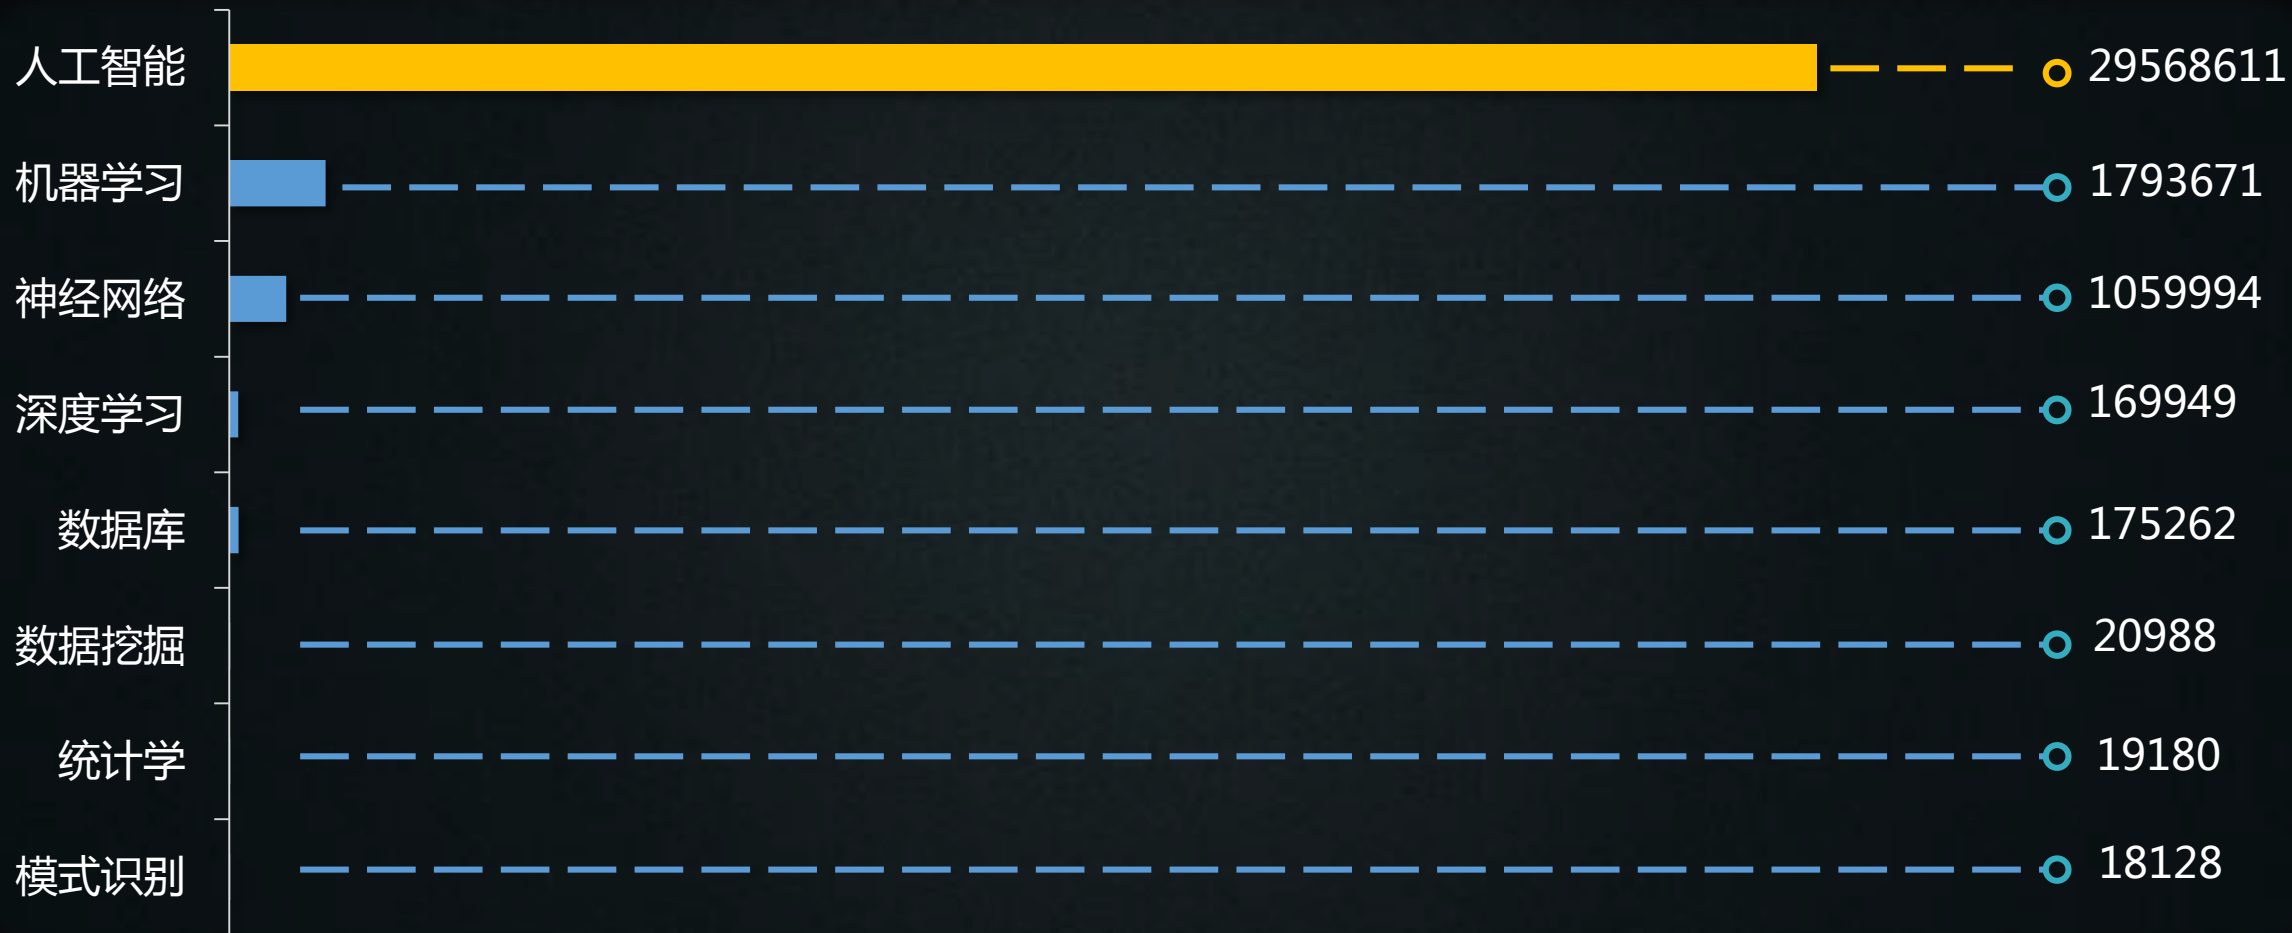 人工智能 29568611
机器学习 1793671
神经网络 1059994
深度学习 169949
数据库 175262
数据挖掘 20988
统计学 19180
模式识别 18128